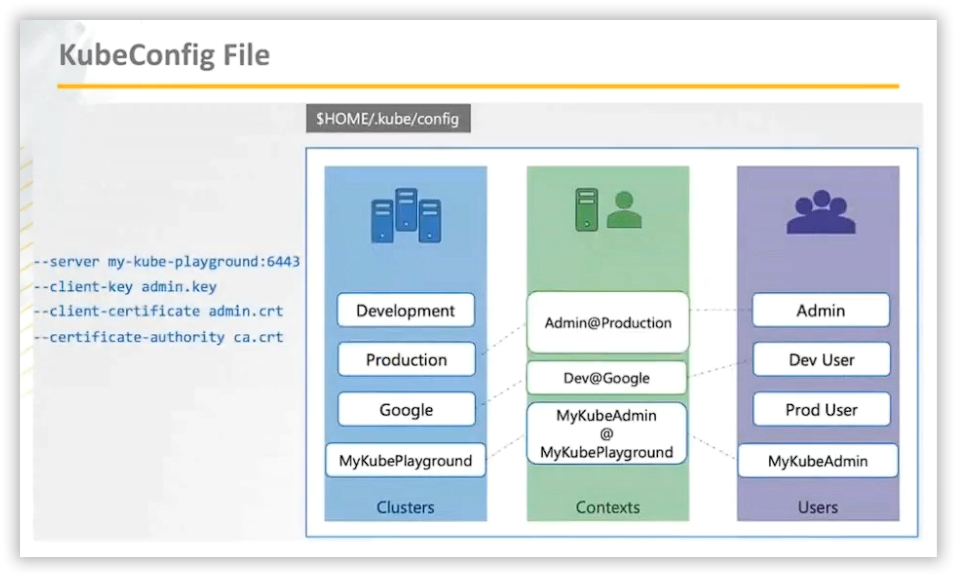 KubeConfig File
$HOME/.kube/config
--server my-kube-playground:6443
--client-key admin.key
--client-certificate admin.crt
--certificate-authority ca.crt
Development
Production
Google
MyKubePlayground
Clusters
Admin@Production
Dev@Google
MyKubeAdmin
@
MyKubePlayground
Contexts
Admin
Dev User
Prod User
MyKubeAdmin
Users